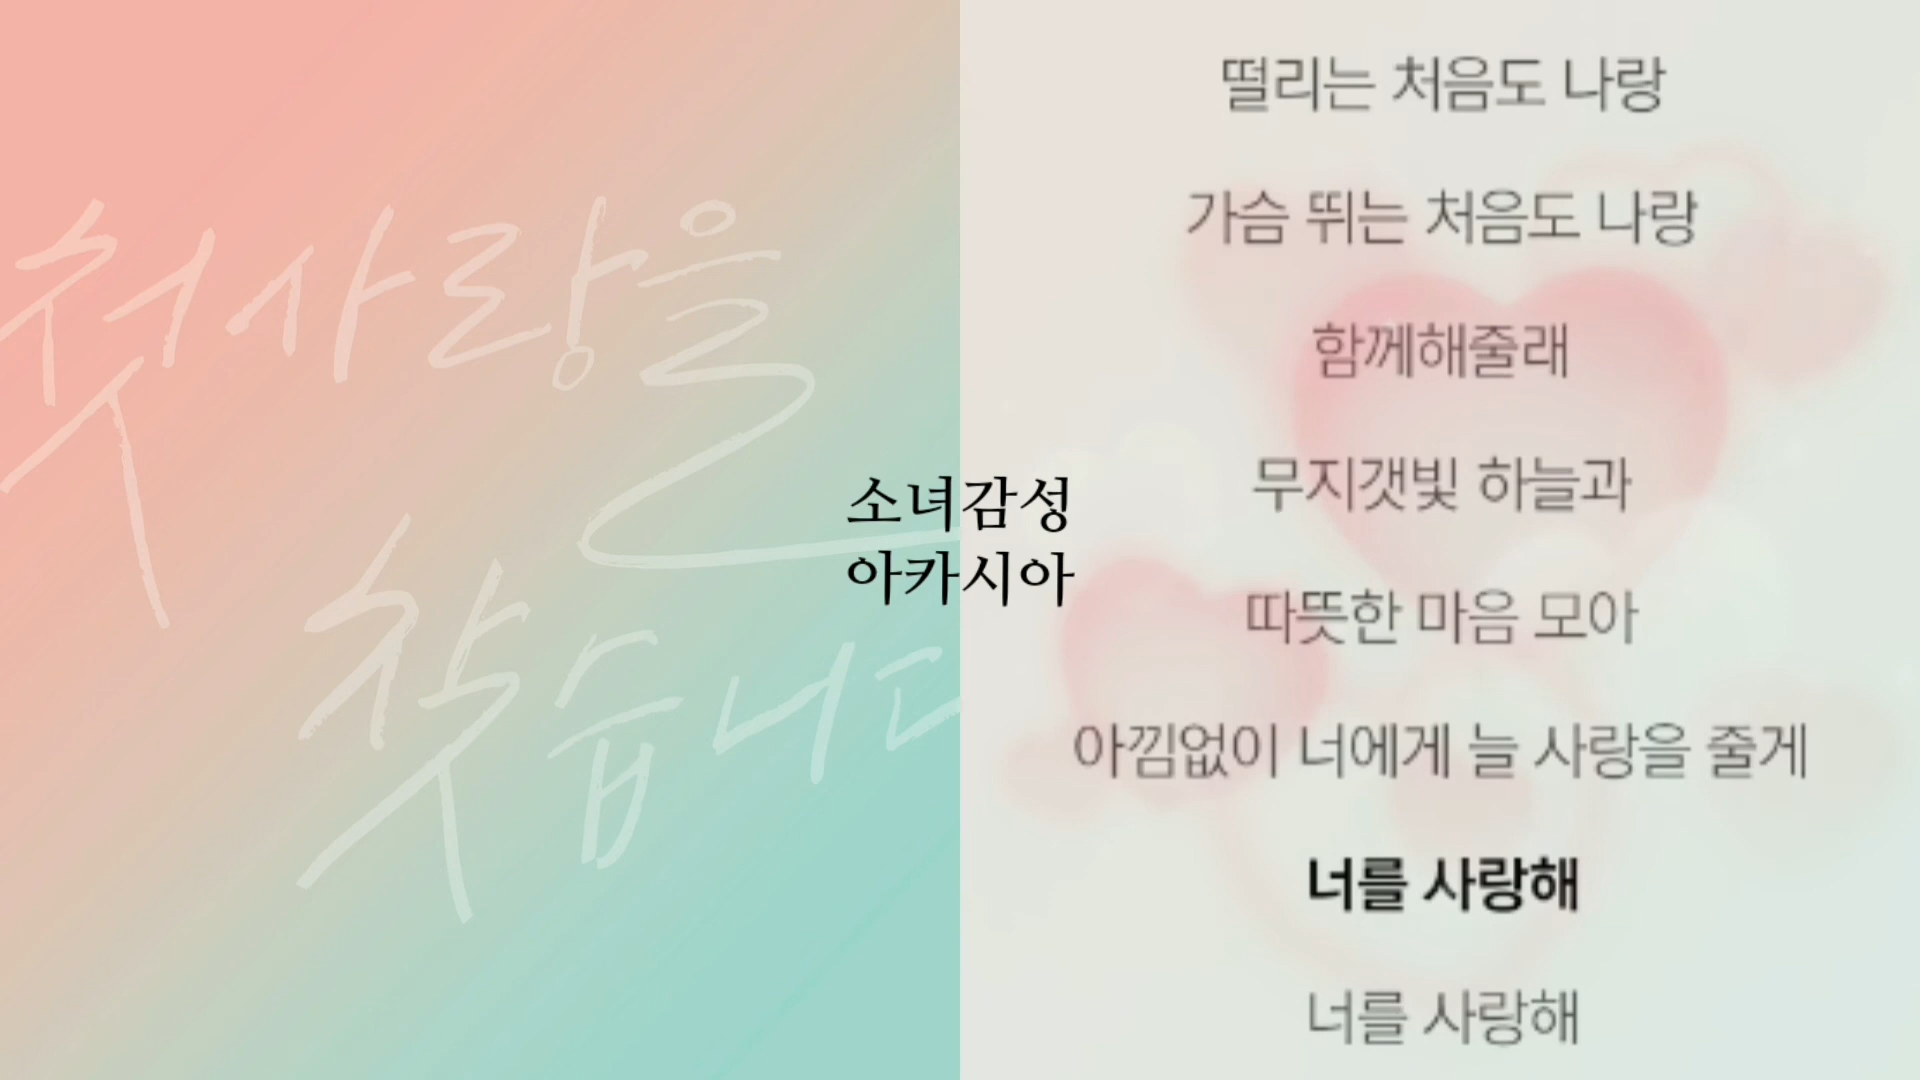 첫사랑을
찾습니다
소녀감성
아카시아
떨리는 처음도 나랑
가슴 뛰는 처음도 나랑
함께해줄래
무지갯빛 하늘과
따뜻한 마음 모아
아낌없이 너에게 늘 사랑을 줄게
너를 사랑해
너를 사랑해